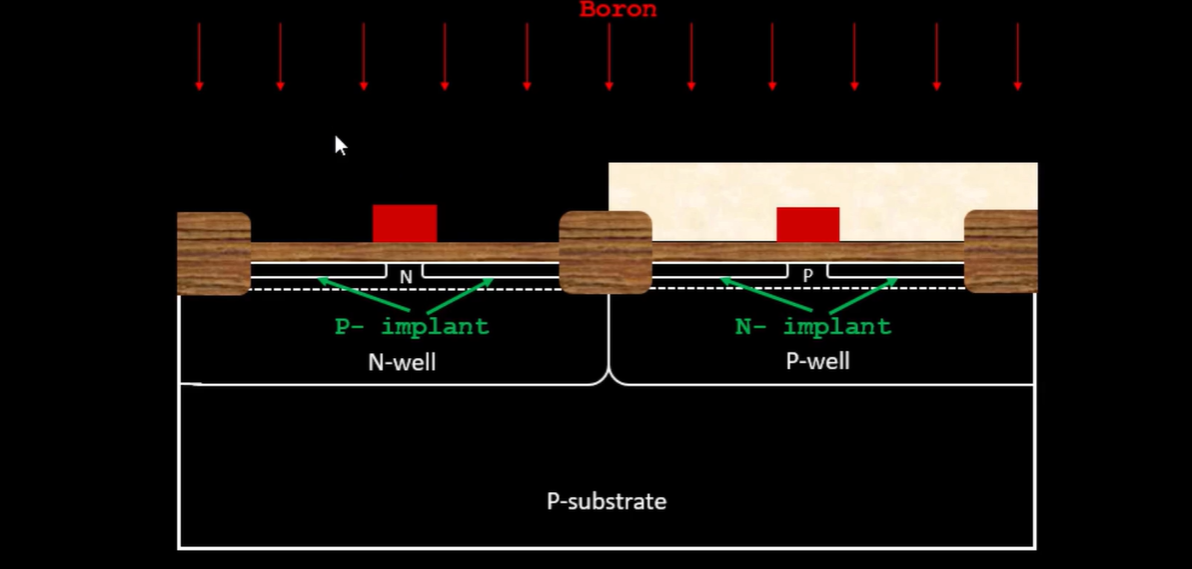 Boron
N
P
P- implant
N- implant
N-well
P-well
P-substrate